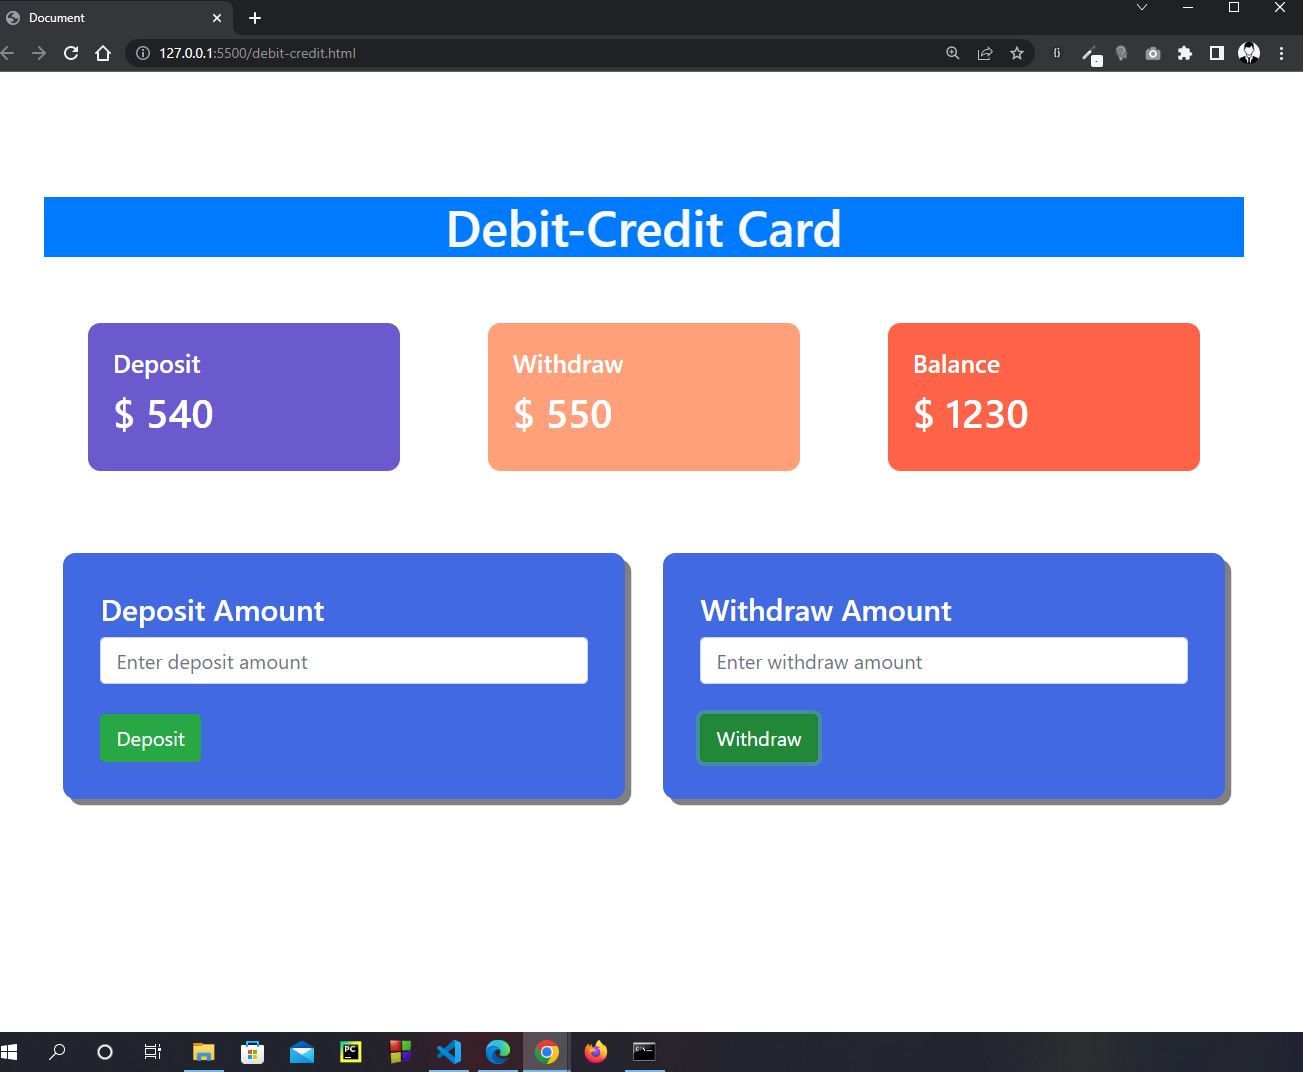 Document
127.0.0.1:5500/debit-credit.html
Debit-Credit Card
Deposit
$ 540
Withdraw
$ 550
Balance
$ 1230
Deposit Amount
Enter deposit amount
Deposit
Withdraw Amount
Enter withdraw amount
Withdraw
PC